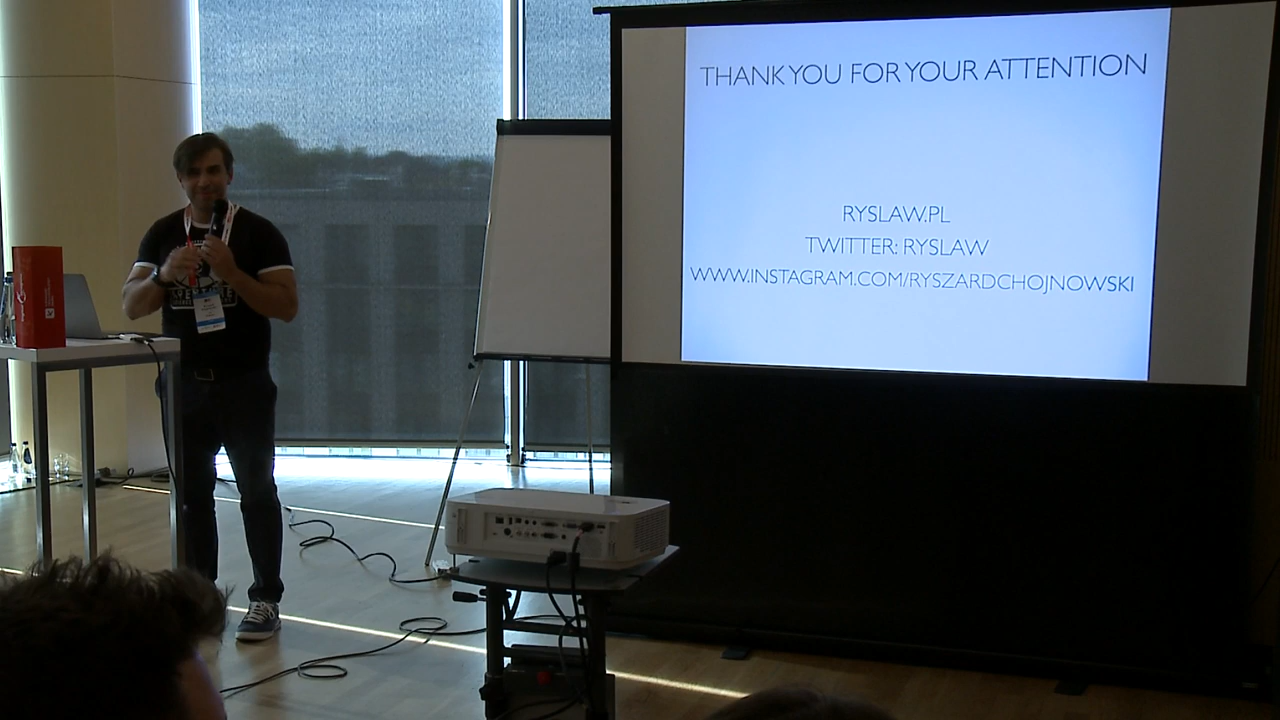 THANK YOU FOR YOUR ATTENTION
RYSLAW.PL
TWITTER: RYSLAW
WWW.INSTAGRAM.COM/RYSZARDCHOJNOWSKI